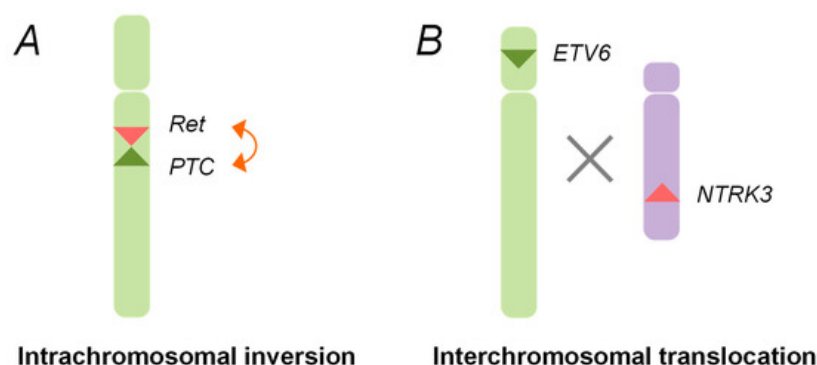 A
Ret
PTC
Intrachromosomal inversion
B
ETV6
NTRK3
Interchromosomal translocation